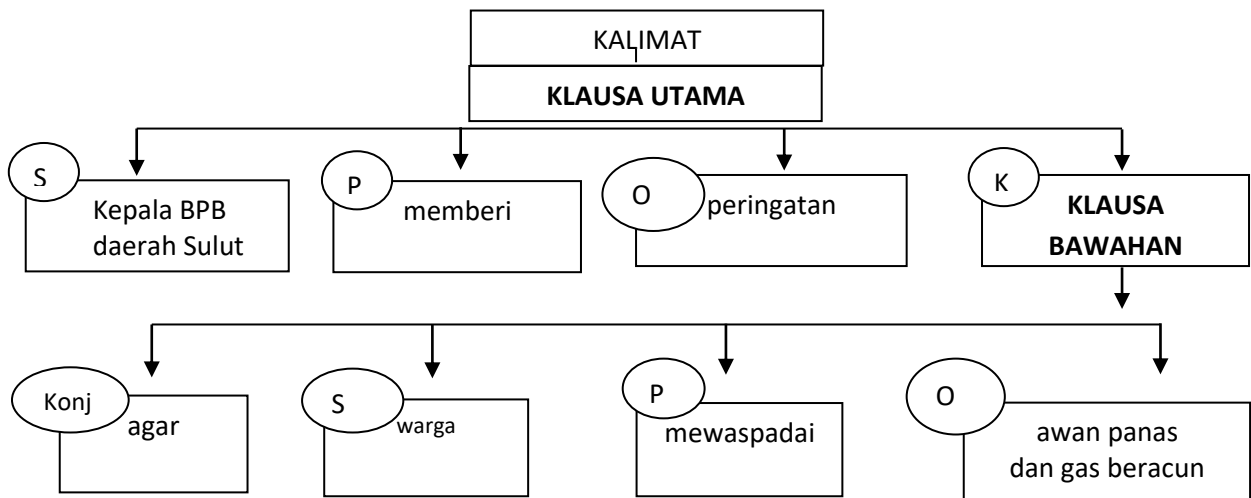 KALIMAT
KLAUSA UTAMA
S
Kepala BPB
daerah Sulut
P
memberi
O
peringatan
K
KLAUSA
BAWAHAN
Konj
agar
S
warga
P
mewaspadai
O
awan panas
dan gas beracun